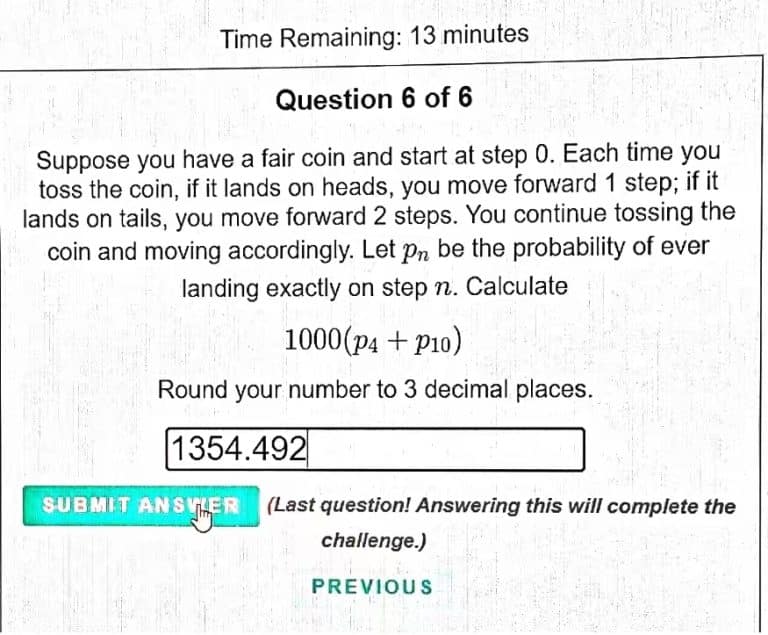 Time Remaining: 13 minutes
Question 6 of 6
Suppose you have a fair coin and start at step 0. Each time you
toss the coin, if it lands on heads, you move forward 1 step; if it
lands on tails, you move forward 2 steps. You continue tossing the
coin and moving accordingly. Let pₙ be the probability of ever
landing exactly on step n. Calculate
1000(p₄ + p₁₀)
Round your number to 3 decimal places.
1354.492
SUBMIT ANSWER (Last question! Answering this will complete the
challenge.)
PREVIOUS